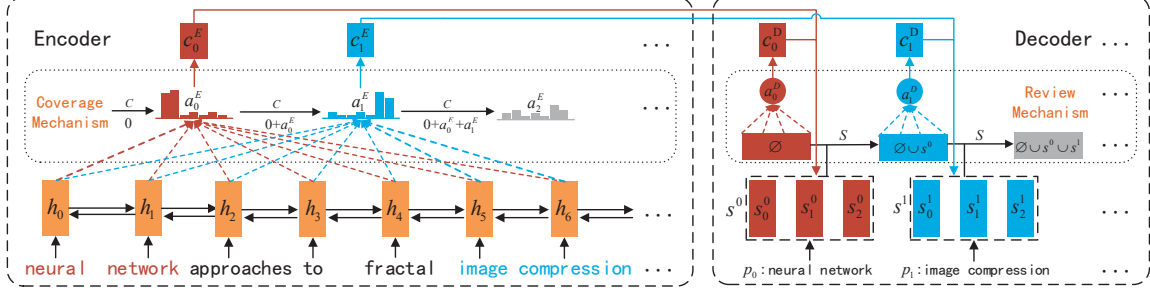 Encoder
c_0^E
c_1^E
...
Coverage Mechanism
C
0
a_0^E
C
0+a_0^E
a_1^E
C
0+a_0^E+a_1^E
a_2^E
...
h_0
h_1
h_2
h_3
h_4
h_5
h_6
...
neural network approaches to fractal image compression ...
c_0^D
c_1^D
Decoder ...
a_0^D
a_1^D
Review Mechanism
∅
S
∅∪s^0
S
∅∪s^0∪s^1
...
s^0
s_0^0
s_1^0
s_2^0
s^1
s_0^1
s_1^1
s_2^1
...
p_0:neural network
p_1:image compression
...